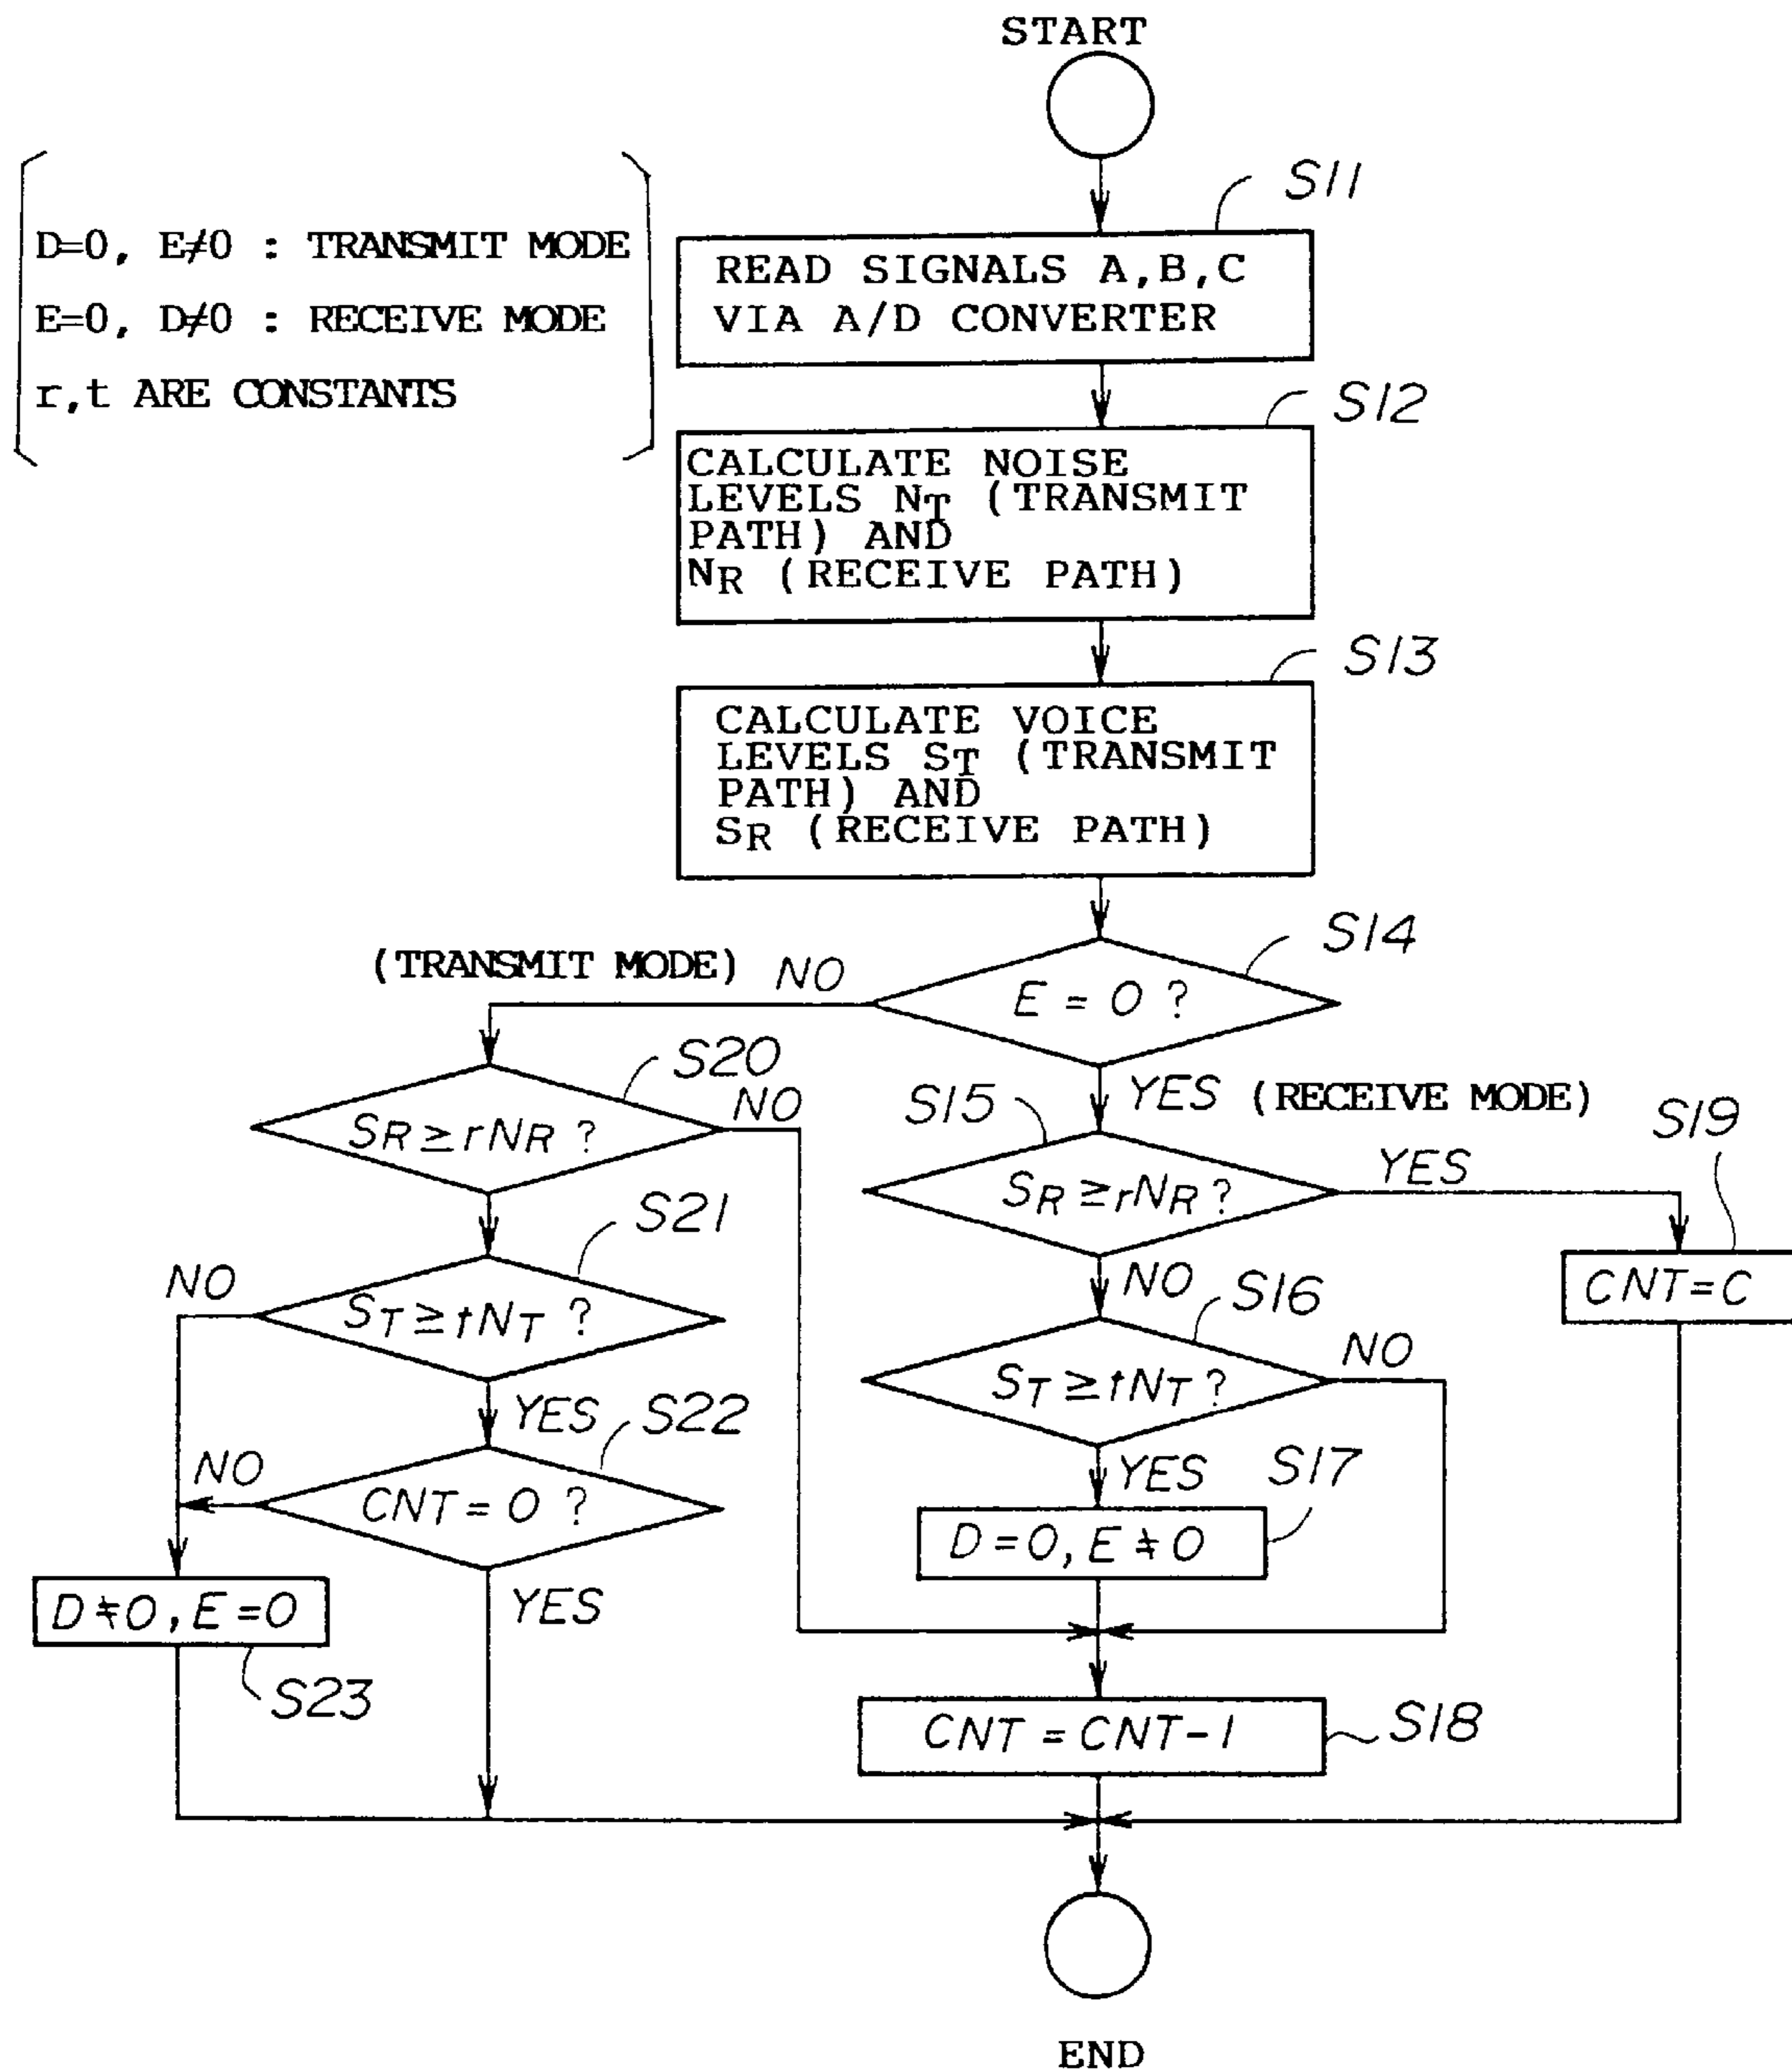 START
S11
D=0, E≠0 : TRANSMIT MODE
E=0, D≠0 : RECEIVE MODE
r,t ARE CONSTANTS
READ SIGNALS A,B,C
VIA A/D CONVERTER
S12
CALCULATE NOISE
LEVELS NT (TRANSMIT
PATH) AND
NR (RECEIVE PATH)
S13
CALCULATE VOICE
LEVELS ST (TRANSMIT
PATH) AND
SR (RECEIVE PATH)
S14
(TRANSMIT MODE) NO
E = 0 ?
S20
NO
SR ≥ rNR ?
YES (RECEIVE MODE)
S15
S19
SR ≥ rNR ?
YES
CNT = C
S21
NO
ST ≥ tNT ?
NO
S16
ST ≥ tNT ?
NO
YES
S22
NO
CNT = 0 ?
YES
S17
D = 0, E ≠ 0
D ≠ 0, E = 0
YES
S23
CNT = CNT - 1
S18
END